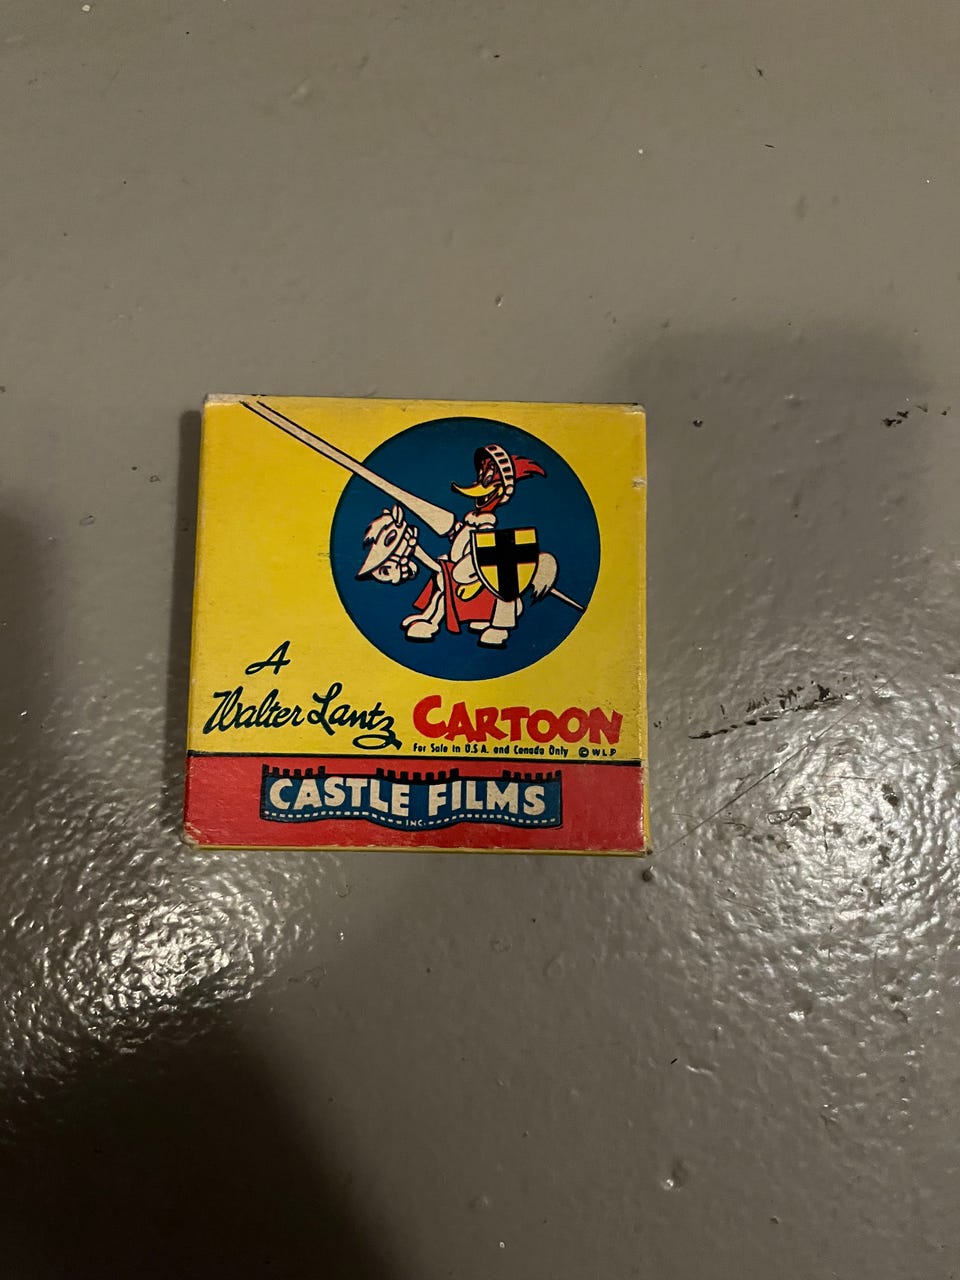 A
Walter Lantz CARTOON
For Sale in U.S.A. and Canada Only © W.L.P
CASTLE FILMS
INC.